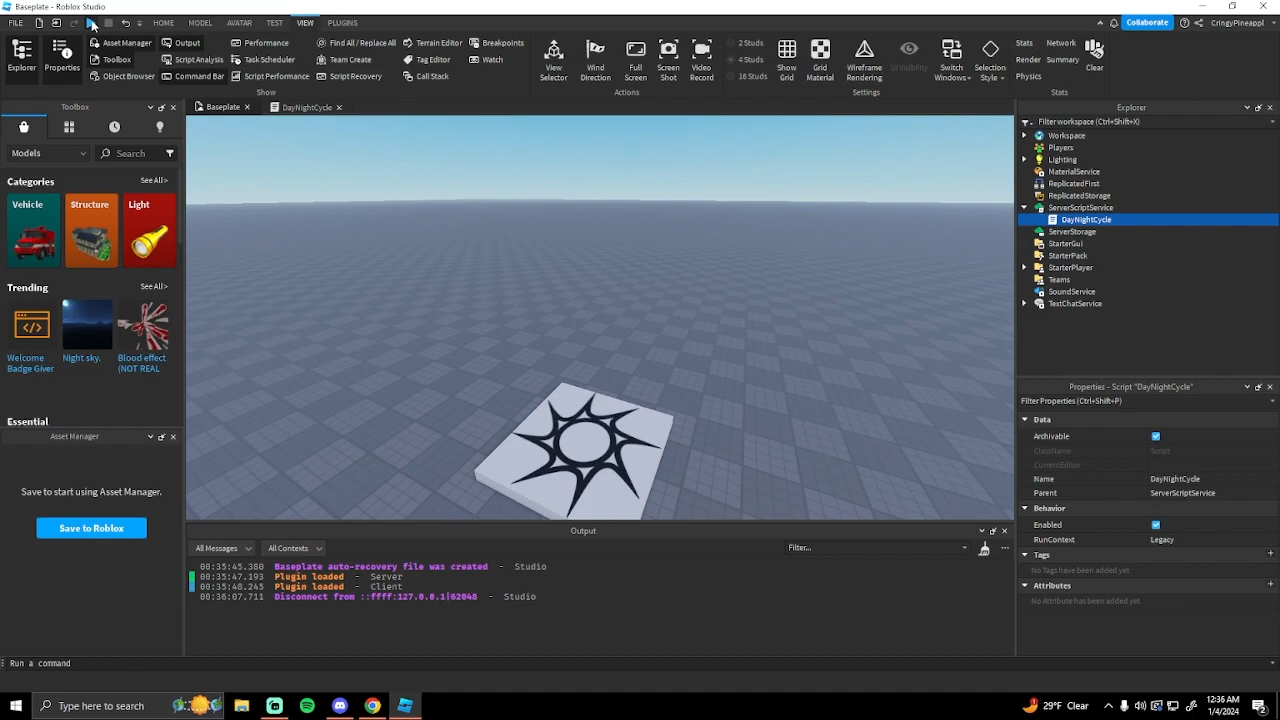 Baseplate - Roblox Studio
FILE HOME MODEL AVATAR TEST VIEW PLUGINS
Collaborate CringyPineappl
Explorer
Properties
Asset Manager
Toolbox
Object Browser
Output
Script Analysis
Command Bar
Performance
Task Scheduler
Script Performance
Find All / Replace All
Team Create
Script Recovery
Terrain Editor
Tag Editor
Call Stack
Breakpoints
Watch
Show
View
Selector
Wind
Direction
Full
Screen
Screen
Shot
Video
Record
Actions
2 Studs
4 Studs
16 Studs
Show
Grid
Grid
Material
Wireframe
Rendering
UI Visibility
Switch
Windows
Selection
Style
Settings
Stats
Render
Physics
Network
Summary
Clear
Stats
Toolbox
Models
Search
Categories
See All>
Vehicle
Structure
Light
Trending
See All>
Welcome
Badge Giver
Night sky.
Blood effect
(NOT REAL
Essential
Asset Manager
Save to start using Asset Manager.
Save to Roblox
Baseplate
DayNightCycle
Output
All Messages
All Contexts
Filter...
00:35:45.380 Baseplate auto-recovery file was created - Studio
00:35:47.193 Plugin loaded - Server
00:35:48.245 Plugin loaded - Client
00:36:07.711 Disconnect from ::ffff:127.0.0.1|62048 - Studio
Explorer
Filter workspace (Ctrl+Shift+X)
Workspace
Players
Lighting
MaterialService
ReplicatedFirst
ReplicatedStorage
ServerScriptService
DayNightCycle
ServerStorage
StarterGui
StarterPack
StarterPlayer
Teams
SoundService
TextChatService
Properties - Script "DayNightCycle"
Filter Properties (Ctrl+Shift+P)
Data
Archivable
ClassName Script
CurrentEditor
Name DayNightCycle
Parent ServerScriptService
Behavior
Enabled
RunContext Legacy
Tags
No Tags have been added yet
Attributes
No Attribute has been added yet
Run a command
Type here to search
29°F Clear
12:36 AM
1/4/2024